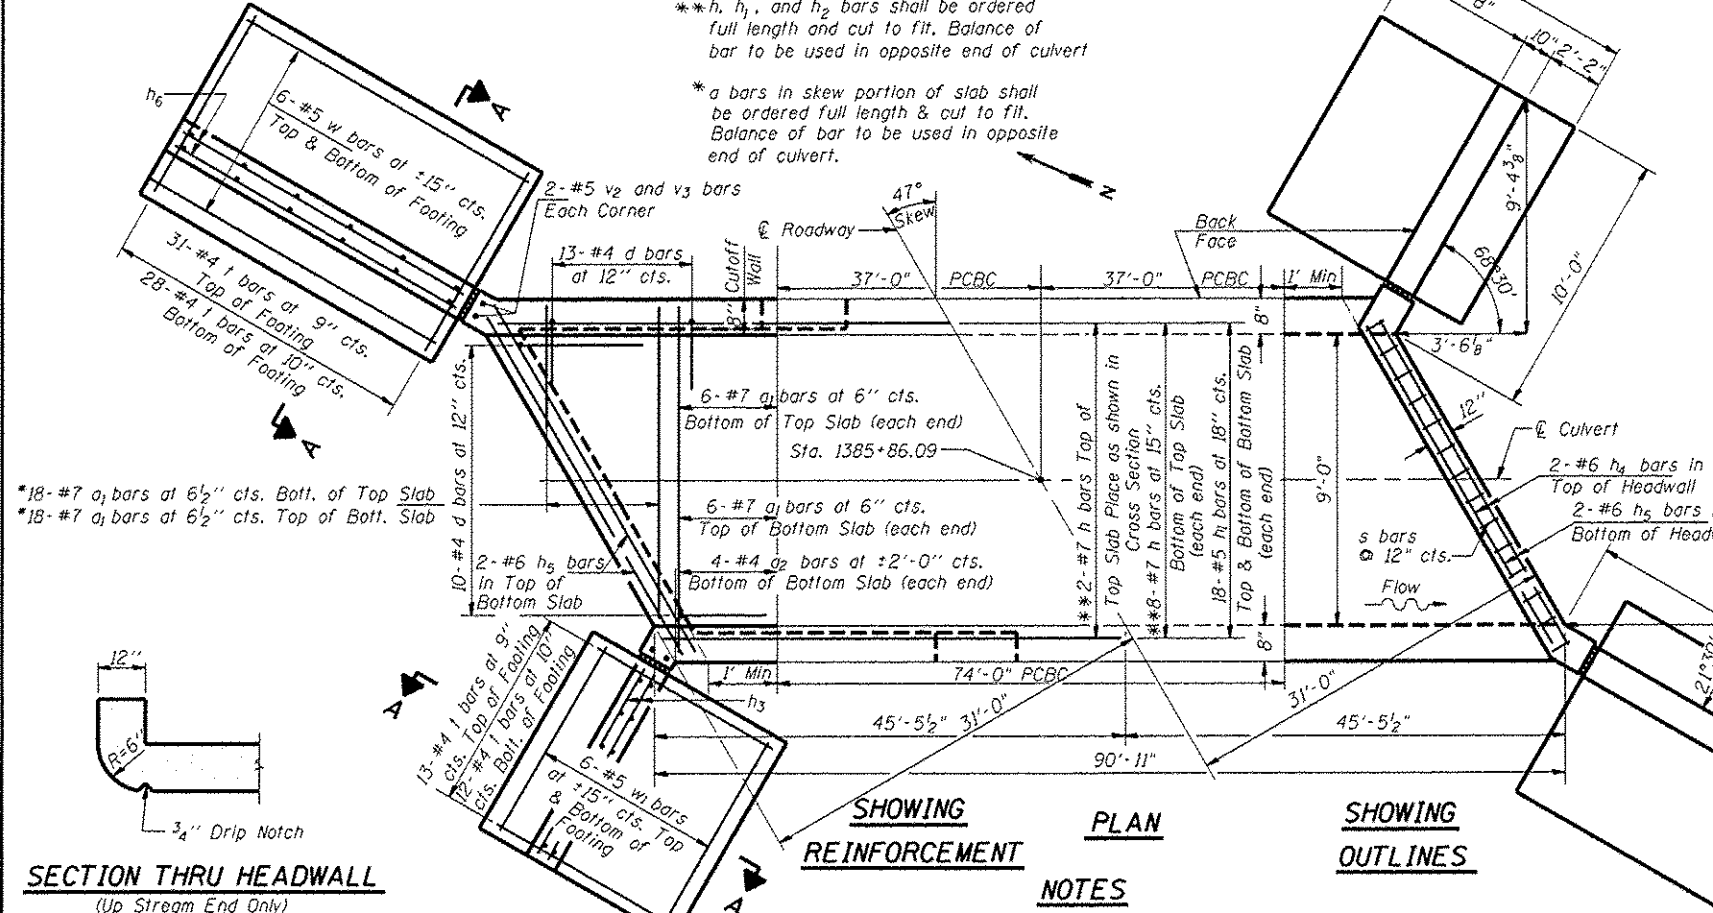 **h, h1, and h2 bars shall be ordered
full length and cut to fit. Balance of
bar to be used in opposite end of culvert
*a bars in skew portion of slab shall
be ordered full length & cut to fit.
Balance of bar to be used in opposite
end of culvert.
N
8"
10"
2'-2"
h6
6-#5 w bars at ±15" cts.
Top & Bottom of Footing
A
2-#5 v2 and v3 bars
Each Corner
31-#4 t bars at 9" cts.
Top of Footing
28-#4 t bars at 10" cts.
Bottom of Footing
A
13-#4 d bars
at 12" cts.
8" Cutoff
Wall
℄ Roadway
47°
Skew
37'-0"
PCBC
37'-0"
PCBC
1' Min
Back
Face
9'-4 3/8"
68°30'
10'-0"
3'-6 1/8"
8"
10-#4 d bars at 12" cts.
6-#7 a1 bars at 6" cts.
Bottom of Top Slab (each end)
Sta. 1385+86.09
**2-#7 h bars Top of
Top Slab Place as shown in
Cross Section
**8-#7 h bars at 15" cts.
Bottom of Top Slab
(each end)
18-#5 h1 bars at 18" cts.
Top & Bottom of Bottom Slab
(each end)
9'-0"
12"
℄ Culvert
2-#6 h4 bars in
Top of Headwall
2-#6 h5 bars
Bottom of Head
s bars
@ 12" cts.
Flow
*18-#7 a1 bars at 6 1/2" cts. Bott. of Top Slab
*18-#7 a1 bars at 6 1/2" cts. Top of Bott. Slab
6-#7 a1 bars at 6" cts.
Top of Bottom Slab (each end)
2-#6 h5 bars
In Top of
Bottom Slab
4-#4 a2 bars at ±2'-0" cts.
Bottom of Bottom Slab (each end)
8"
1' Min
74'-0" PCBC
h3
A
13-#4 t bars at 9"
cts. Top of Footing
12-#4 t bars at 10"
cts. Bott. of Footing
6-#5 w1 bars
at ±15" cts. Top
& Bottom of
Footing
A
45'-5 1/2"
31'-0"
31'-0"
45'-5 1/2"
90'-11"
21°30'
12"
R=6"
3/4" Drip Notch
SECTION THRU HEADWALL
(Up Stream End Only)
SHOWING
REINFORCEMENT
PLAN
SHOWING
OUTLINES
NOTES